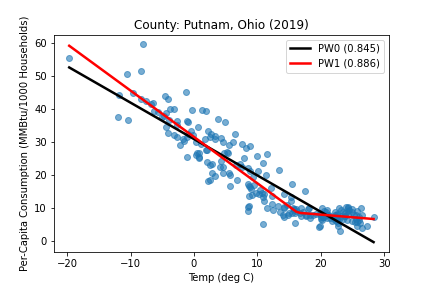 County: Putnam, Ohio (2019)
PW0 (0.845)
PW1 (0.886)
Per-Capita Consumption (MMBtu/1000 Households)
60
50
40
30
20
10
0
−20
−10
0
10
20
30
Temp (deg C)